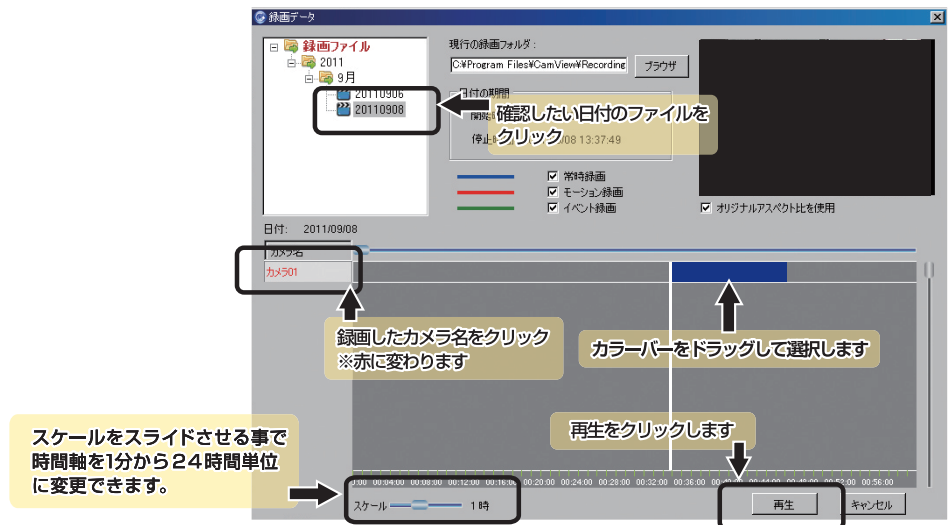 録画データ
録画ファイル
2011
9月
20110906
20110908
現行の録画フォルダ:
C:¥Program Files¥CamView¥Recording
ブラウザ
日付の期間
確認したい日付のファイルを
クリック
開始
停止
/08 13:37:49
常時録画
モーション録画
イベント録画
オリジナルアスペクト比を使用
日付: 2011/09/08
カメラ名
カメラ01
録画したカメラ名をクリック
※赤に変わります
カラーバーをドラッグして選択します
再生をクリックします
スケールをスライドさせる事で
時間軸を1分から24時間単位
に変更できます。
00:04:00 00:08:00 00:12:00 00:16:00 00:20:00 00:24:00 00:28:00 00:32:00 00:36:00 00:40:00 00:44:00 00:48:00 00:52:00 00:56:00
スケール 1時
再生
キャンセル